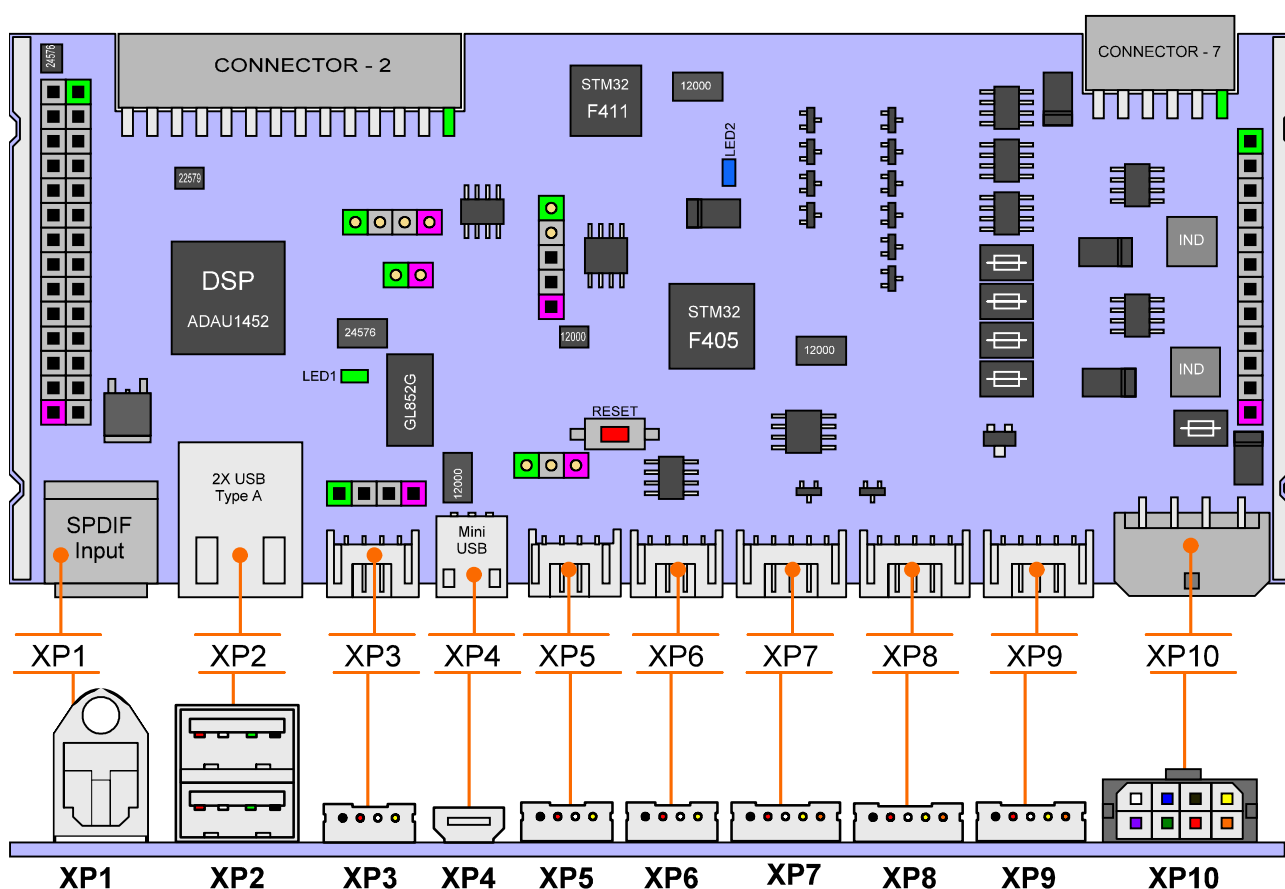 CONNECTOR - 2
CONNECTOR - 7
24576
STM32
F411
12000
LED2
22579
DSP
ADAU1452
IND
STM32
F405
24576
12000
12000
LED1
GL852G
IND
RESET
12000
2X USB
Type A
SPDIF
Input
Mini
USB
XP1
XP2
XP3
XP4
XP5
XP6
XP7
XP8
XP9
XP10
XP1
XP2
XP3
XP4
XP5
XP6
XP7
XP8
XP9
XP10